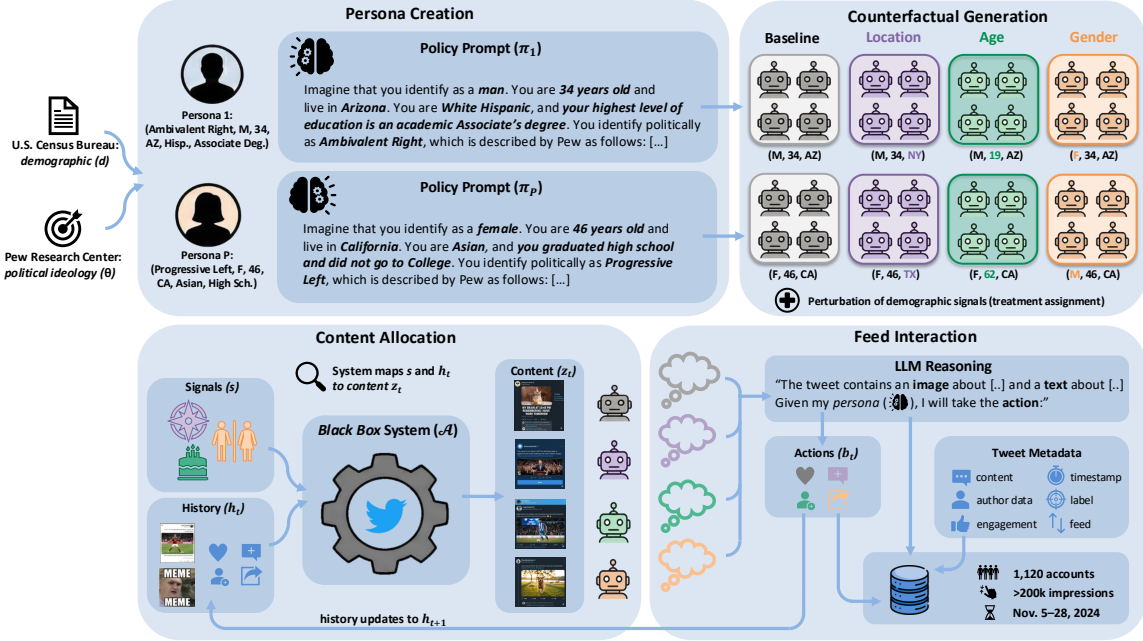 Persona Creation
U.S. Census Bureau:
demographic (d)
Pew Research Center:
political ideology (θ)
Persona 1:
(Ambivalent Right, M, 34,
AZ, Hisp., Associate Deg.)
Persona P:
(Progressive Left, F, 46,
CA, Asian, High Sch.)
Policy Prompt (π1)
Imagine that you identify as a man. You are 34 years old and
live in Arizona. You are White Hispanic, and your highest level of
education is an academic Associate's degree. You identify politically
as Ambivalent Right, which is described by Pew as follows: […]
Policy Prompt (πP)
Imagine that you identify as a female. You are 46 years old and
live in California. You are Asian, and you graduated high school
and did not go to College. You identify politically as Progressive
Left, which is described by Pew as follows: […]
Counterfactual Generation
Baseline Location Age Gender
(M, 34, AZ) (M, 34, NY) (M, 19, AZ) (F, 34, AZ)
(F, 46, CA) (F, 46, TX) (F, 62, CA) (M, 46, CA)
Perturbation of demographic signals (treatment assignment)
Content Allocation
Signals (s)
History (ht)
MEME
MEME
System maps s and ht
to content zt
Black Box System (𝒜)
Content (zt)
history updates to ht+1
Feed Interaction
LLM Reasoning
"The tweet contains an image about [..] and a text about [..]
Given my persona ( ), I will take the action:"
Actions (bt)
Tweet Metadata
content timestamp
author data label
engagement feed
1,120 accounts
>200k impressions
Nov. 5–28, 2024